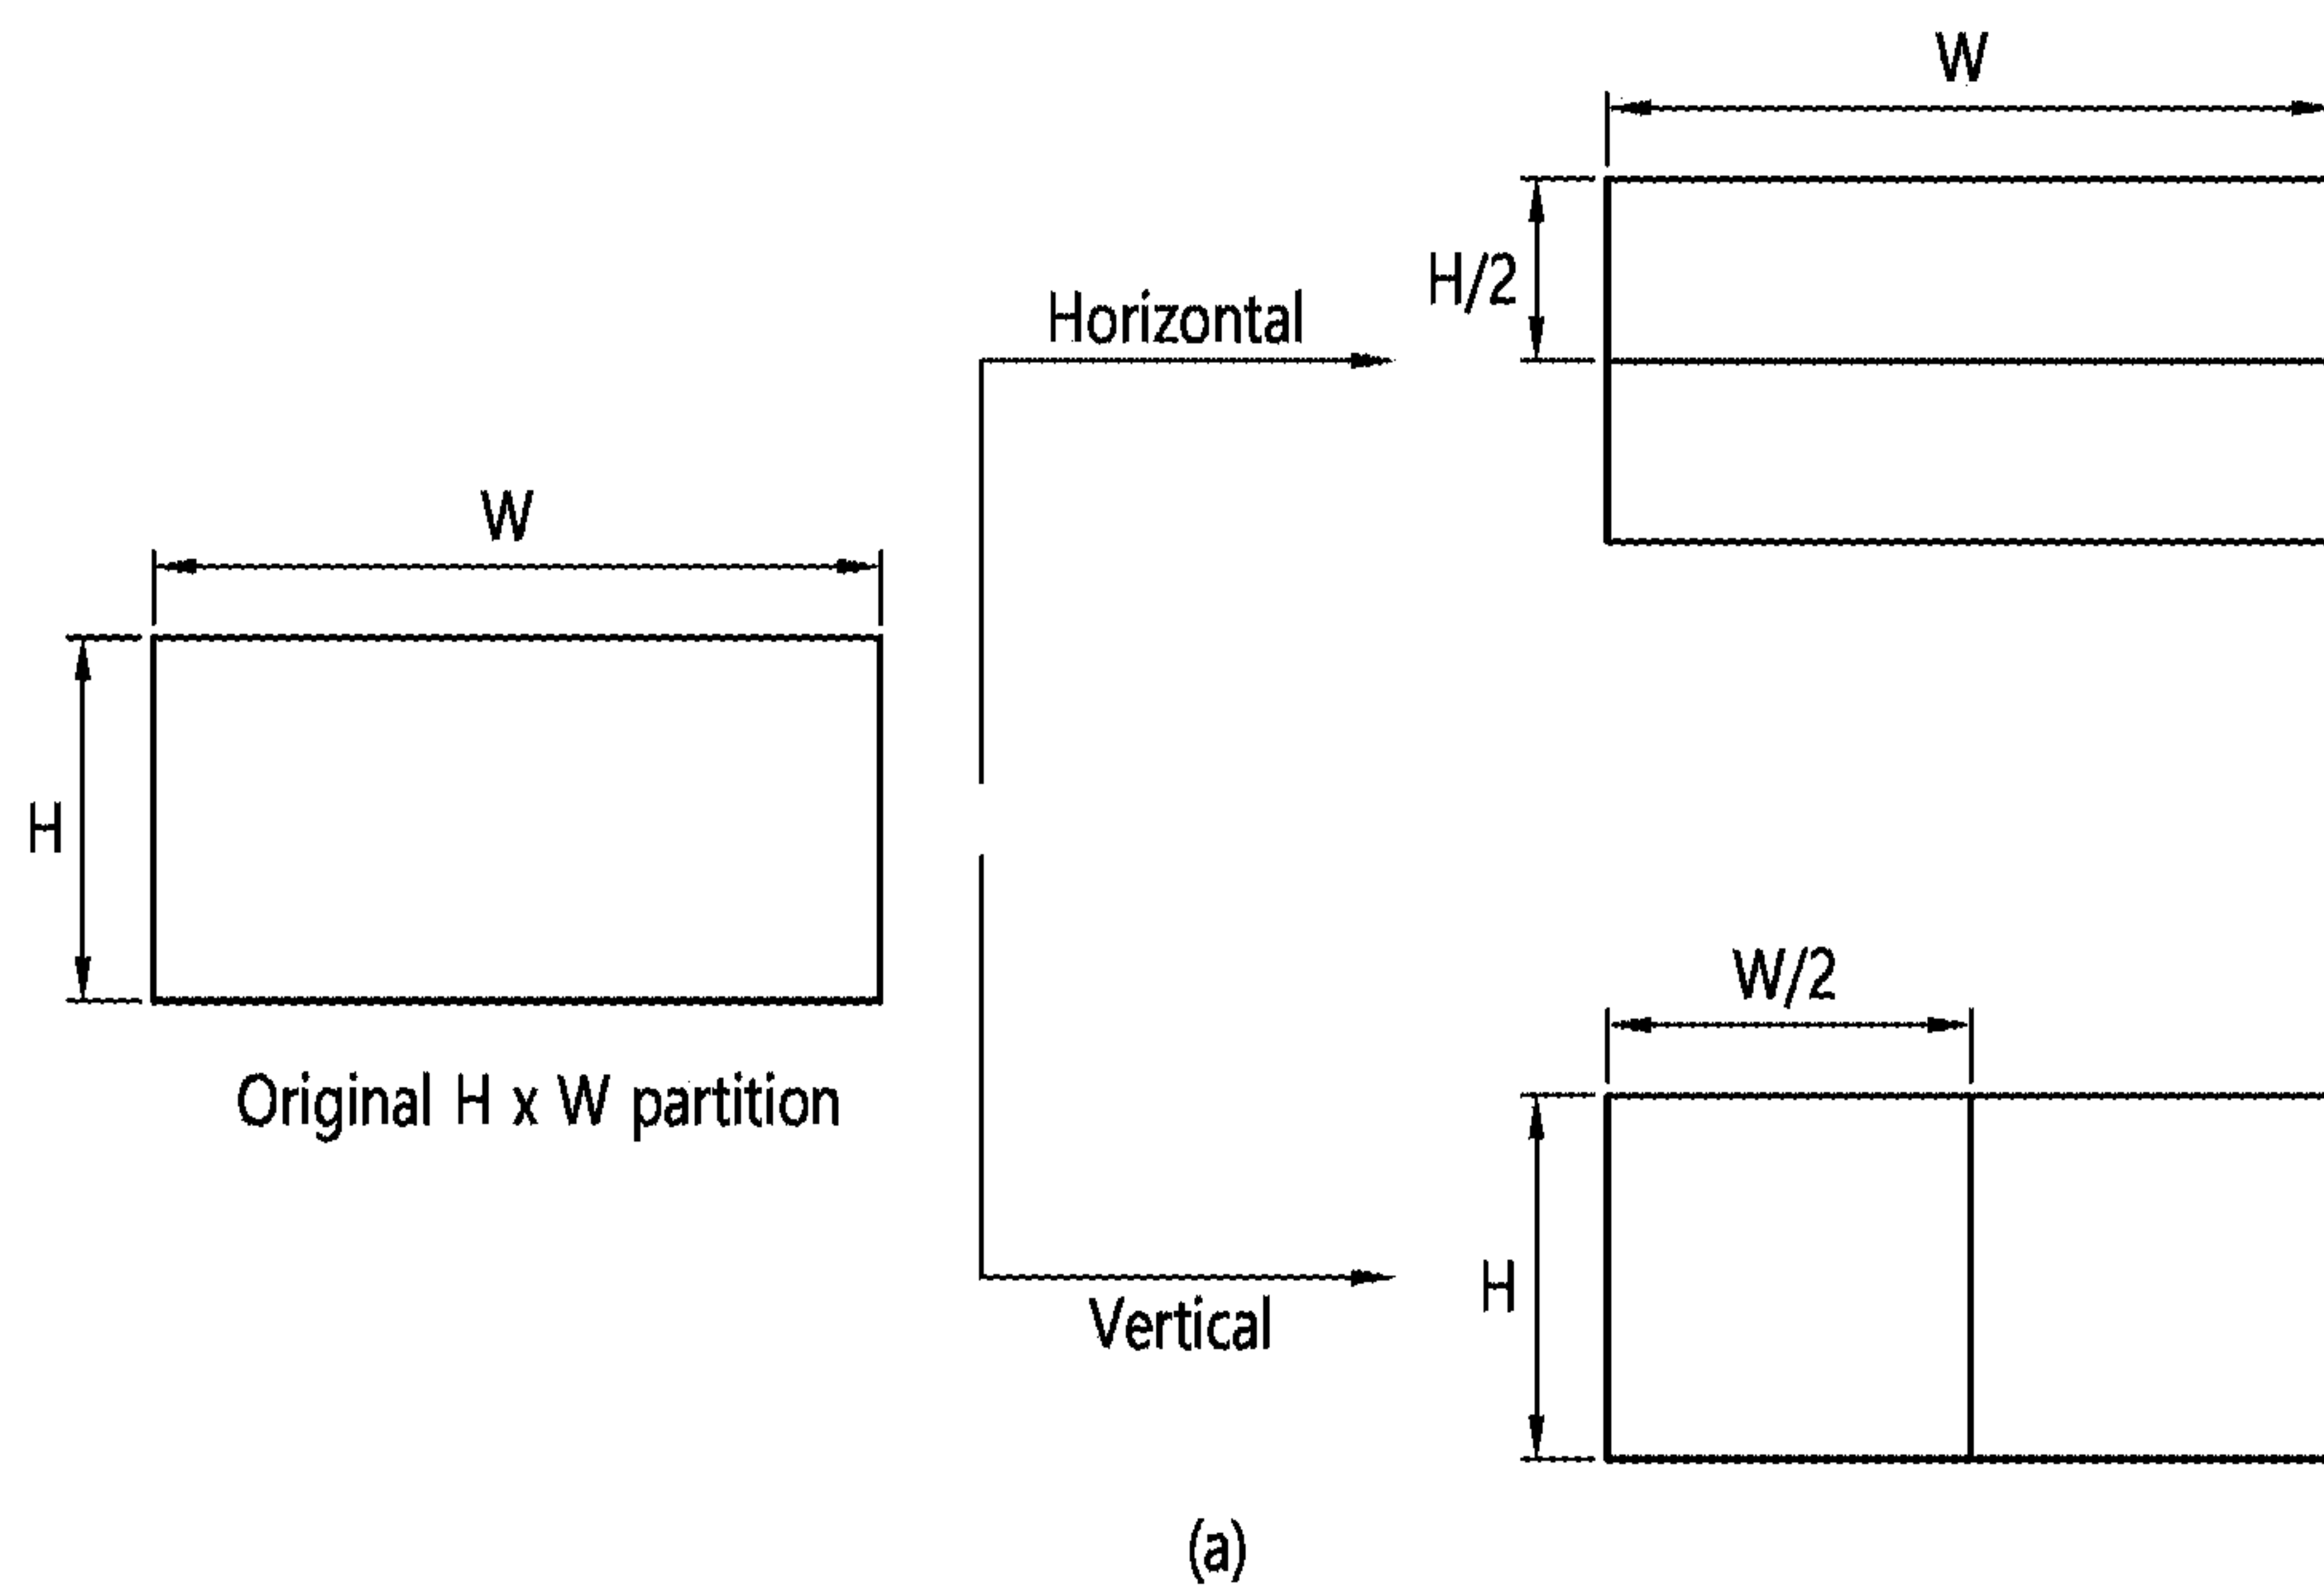 W
H/2
Horizontal
W
H
Original H x W partition
W/2
H
Vertical
(a)